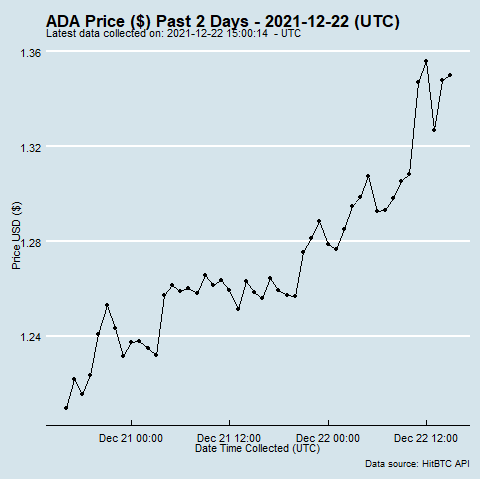 ADA Price ($) Past 2 Days - 2021-12-22 (UTC)
Latest data collected on: 2021-12-22 15:00:14  - UTC
1.36
1.32
1.28
1.24
Price USD ($)
Dec 21 00:00 Dec 21 12:00 Dec 22 00:00 Dec 22 12:00
Date Time Collected (UTC)
Data source: HitBTC API